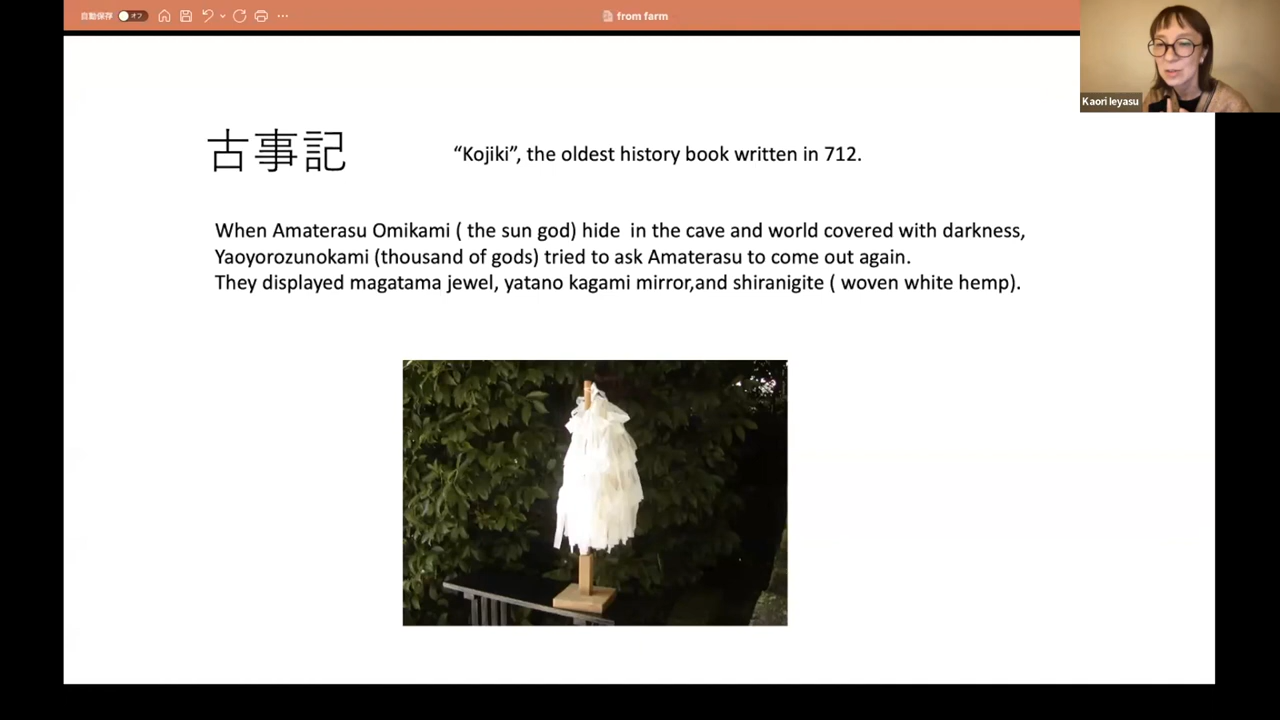 自動保存 オフ
from farm
Kaori Ieyasu
古事記
“Kojiki”, the oldest history book written in 712.
When Amaterasu Omikami ( the sun god) hide  in the cave and world covered with darkness,
Yaoyorozunokami (thousand of gods) tried to ask Amaterasu to come out again.
They displayed magatama jewel, yatano kagami mirror,and shiranigite ( woven white hemp).